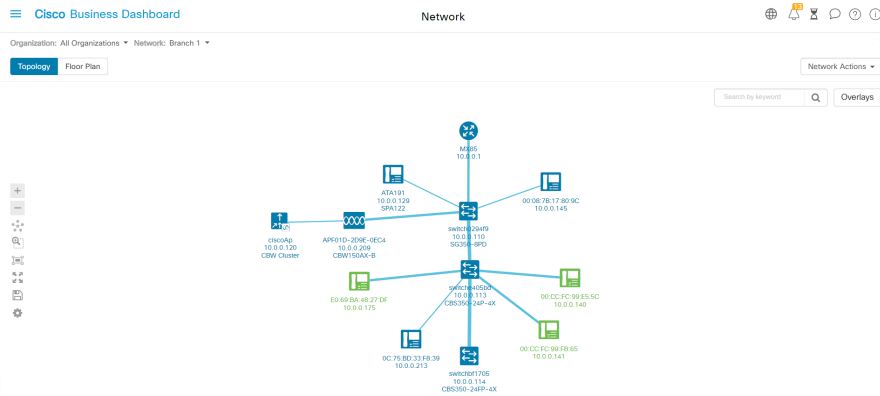 Cisco Business Dashboard
Network
13
Organization: All Organizations Network: Branch 1
Topology Floor Plan
Network Actions
Search by keyword
Overlays
MX85
10.0.0.1
ATA191
10.0.0.129
SPA122
00:08:7B:17:80:9C
10.0.0.145
switch0294f9
10.0.0.110
SG350-8PD
ciscoAp
10.0.0.120
CBW Cluster
APF01D-2D9E-0EC4
10.0.0.209
CBW150AX-B
switche405bd
10.0.0.113
CBS350-24P-4X
E0:69:BA:48:27:DF
10.0.0.175
00:CC:FC:99:E5:5C
10.0.0.140
0C:75:BD:33:F8:39
10.0.0.213
00:CC:FC:99:FB:65
10.0.0.141
switchbf1705
10.0.0.114
CBS350-24FP-4X